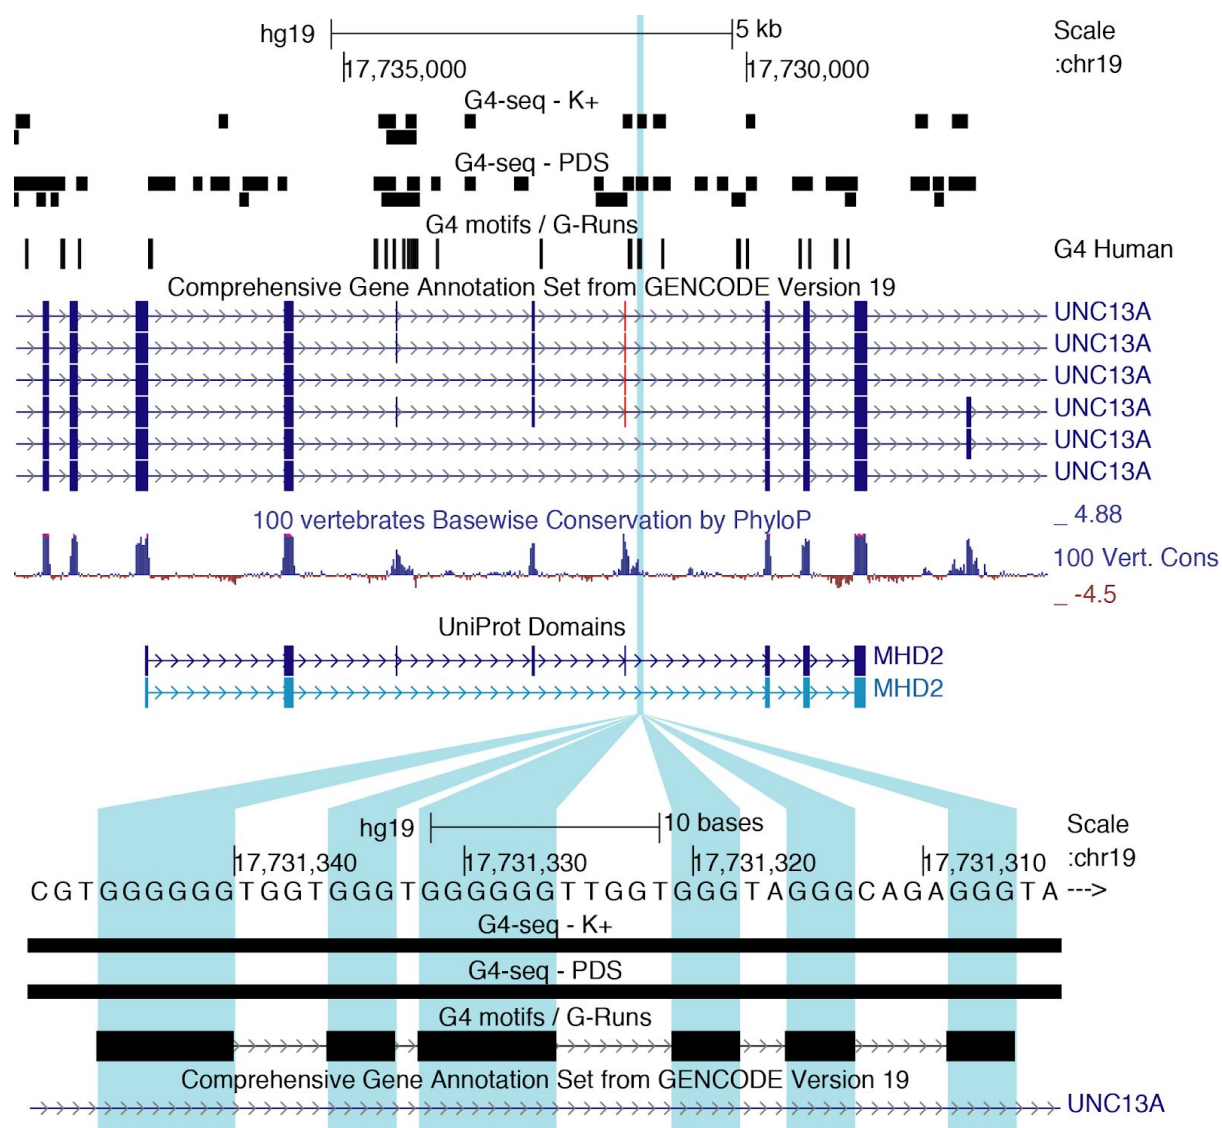 hg19 5 kb Scale
17,735,000 17,730,000 :chr19
G4-seq - K+
G4-seq - PDS
G4 motifs / G-Runs
G4 Human
Comprehensive Gene Annotation Set from GENCODE Version 19
UNC13A
UNC13A
UNC13A
UNC13A
UNC13A
UNC13A
100 vertebrates Basewise Conservation by PhyloP _ 4.88
100 Vert. Cons
_ -4.5
UniProt Domains
MHD2
MHD2
hg19 10 bases Scale
17,731,340 17,731,330 17,731,320 17,731,310 :chr19
CGTGGGGGGTGGTGGGTGGGGGGTTGGTGGGTAGGGCAGAGGGTA --->
G4-seq - K+
G4-seq - PDS
G4 motifs / G-Runs
Comprehensive Gene Annotation Set from GENCODE Version 19
UNC13A